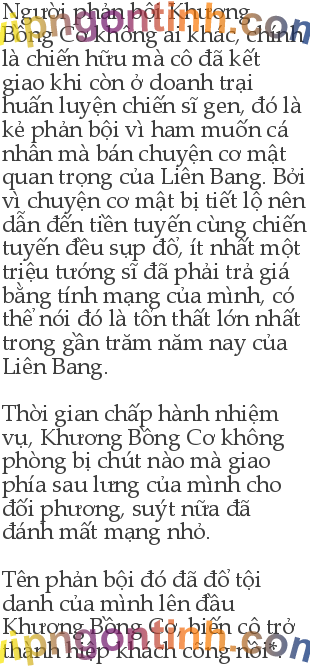 Người phản bội Khương
Bồng Cơ không ai khác, chính
là chiến hữu mà cô đã kết
giao khi còn ở doanh trại
huấn luyện chiến sĩ gen, đó là
kẻ phản bội vì ham muốn cá
nhân mà bán chuyện cơ mật
quan trọng của Liên Bang. Bởi
vì chuyện cơ mật bị tiết lộ nên
dẫn đến tiền tuyến cùng chiến
tuyến đều sụp đổ, ít nhất một
triệu tướng sĩ đã phải trả giá
bằng tính mạng của mình, có
thể nói đó là tổn thất lớn nhất
trong gần trăm năm nay của
Liên Bang.
Thời gian chấp hành nhiệm
vụ, Khương Bồng Cơ không
phòng bị chút nào mà giao
phía sau lưng của mình cho
đối phương, suýt nữa đã
đánh mất mạng nhỏ.
Tên phản bội đó đã đổ tội
danh của mình lên đầu
Khương Bồng Cơ, biến cô trở
thành hiệp khách cõng nồi*
vipngontinh.com
vipngontinh.com